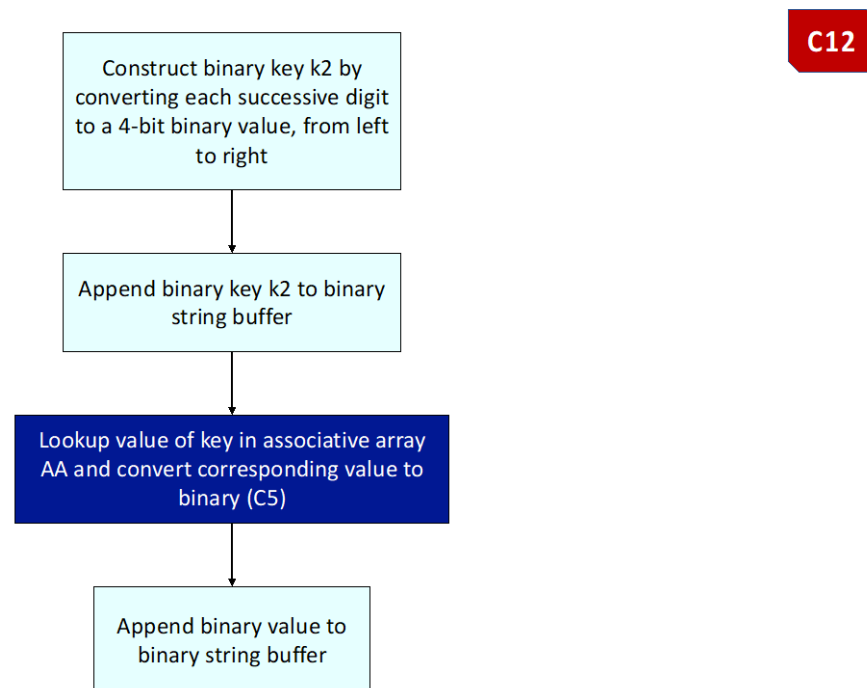 C12
Construct binary key k2 by
converting each successive digit
to a 4-bit binary value, from left
to right
Append binary key k2 to binary
string buffer
Lookup value of key in associative array
AA and convert corresponding value to
binary (C5)
Append binary value to
binary string buffer